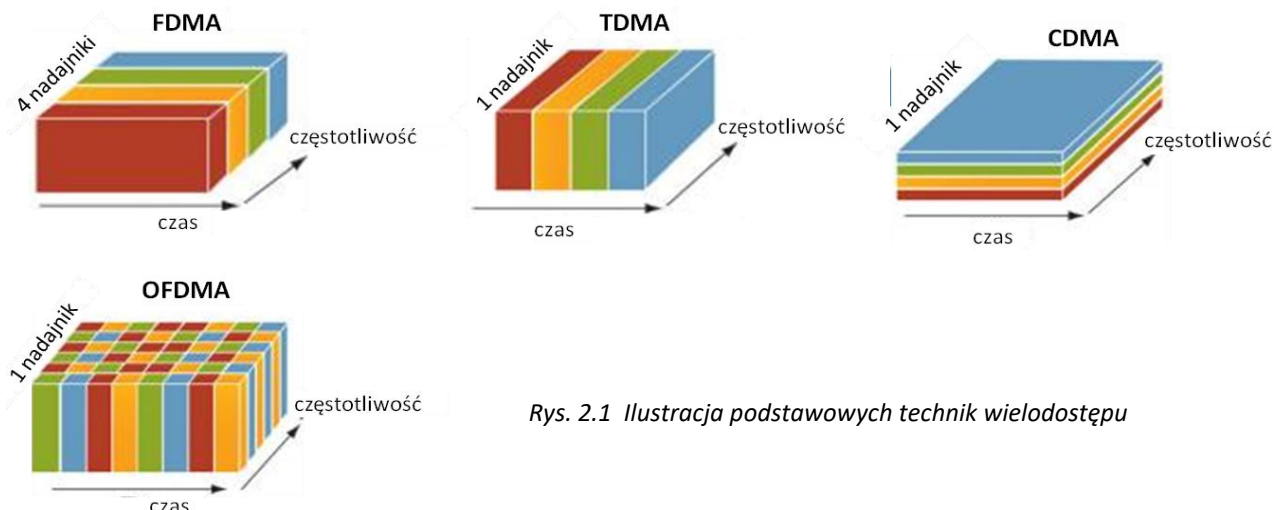 FDMA
4 nadajniki
częstotliwość
czas
TDMA
1 nadajnik
częstotliwość
czas
CDMA
1 nadajnik
częstotliwość
czas
OFDMA
1 nadajnik
częstotliwość
czas
Rys. 2.1 Ilustracja podstawowych technik wielodostępu